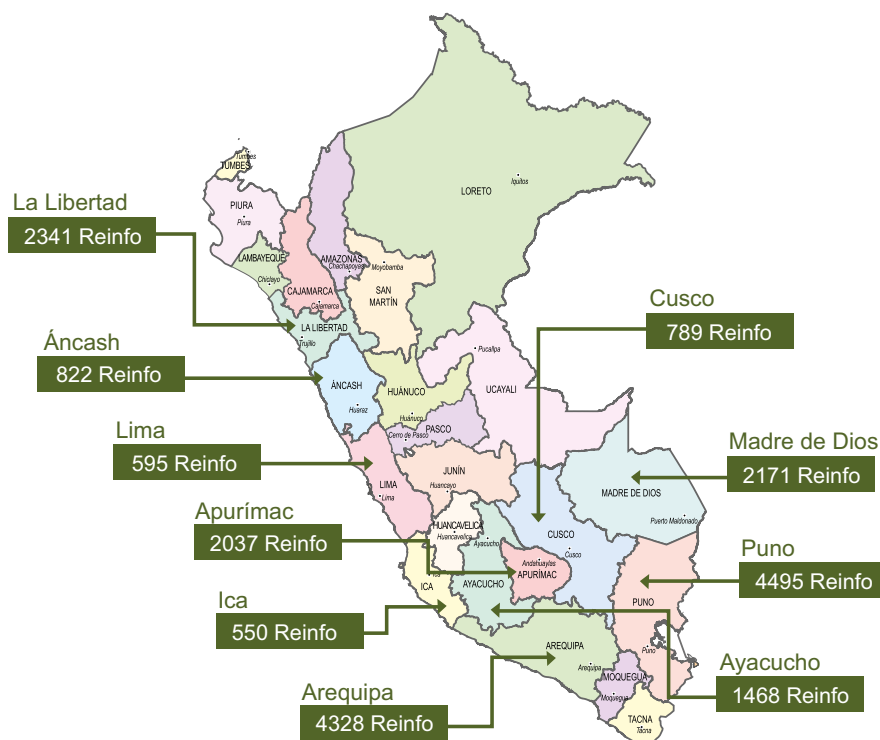 TUMBES
Tumbes
PIURA
Piura
LORETO
Iquitos
La Libertad
2341 Reinfo
LAMBAYEQUE
Chiclayo
AMAZONAS
Chachapoyas
Moyobamba
CAJAMARCA
Cajamarca
SAN
MARTÍN
LA LIBERTAD
Trujillo
Cusco
789 Reinfo
Áncash
822 Reinfo
Pucallpa
ÁNCASH
Huaraz
HUÁNUCO
Huánuco
UCAYALI
PASCO
Cerro de Pasco
Lima
595 Reinfo
Madre de Dios
2171 Reinfo
LIMA
Lima
JUNÍN
Huancayo
MADRE DE DIOS
Puerto Maldonado
Apurímac
2037 Reinfo
HUANCAVELICA
Huancavelica
Ayacucho
CUSCO
Cusco
Puno
4495 Reinfo
Andahuaylas
APURÍMAC
Ica
ICA
AYACUCHO
PUNO
Puno
Ica
550 Reinfo
AREQUIPA
Arequipa
Ayacucho
1468 Reinfo
MOQUEGUA
Moquegua
Arequipa
4328 Reinfo
TACNA
Tacna